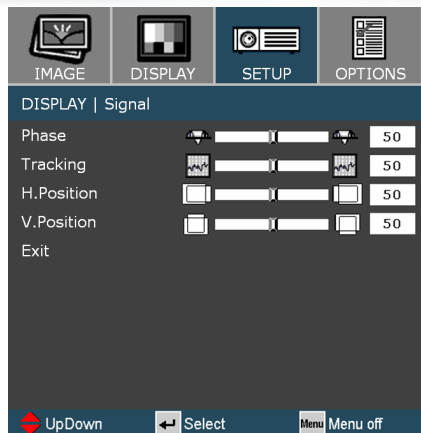 IMAGE DISPLAY SETUP OPTIONS
DISPLAY | Signal
Phase 50
Tracking 50
H.Position 50
V.Position 50
Exit
UpDown Select Menu Menu off